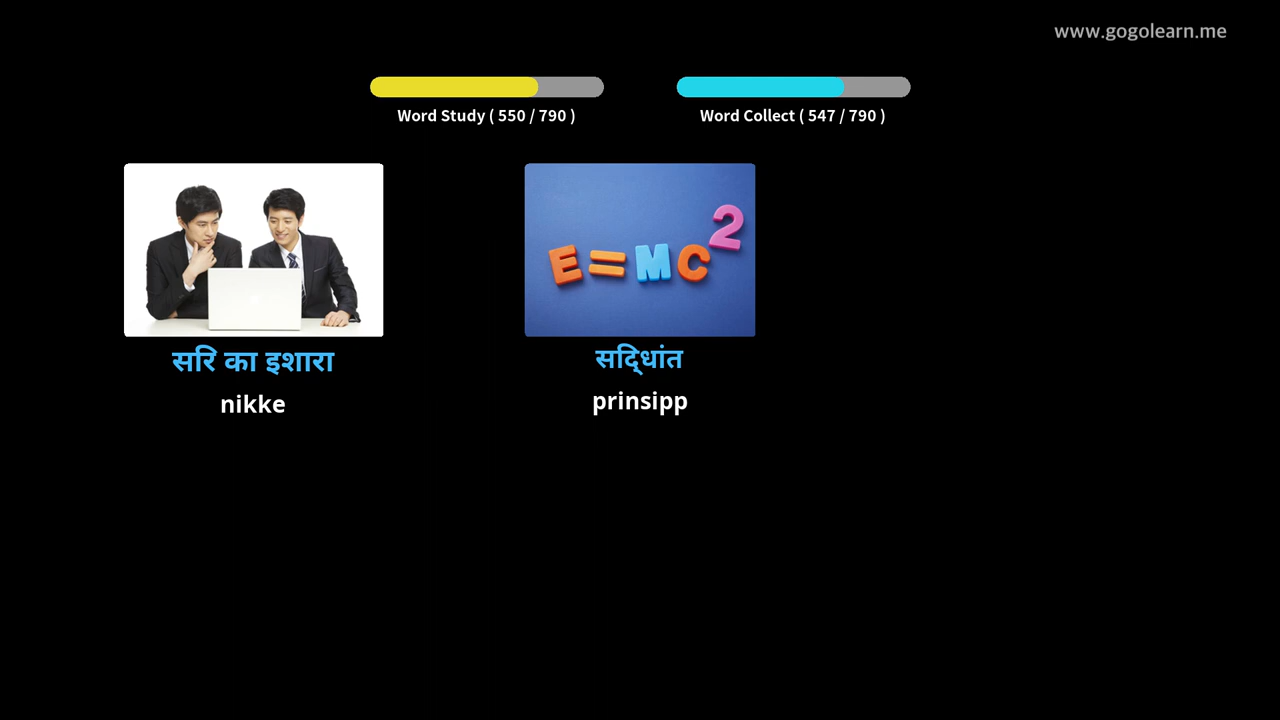 www.gogolearn.me
Word Study ( 550 / 790 )
Word Collect ( 547 / 790 )
E=MC2
सरि का इशारा
nikke
सद्धिांत
prinsipp